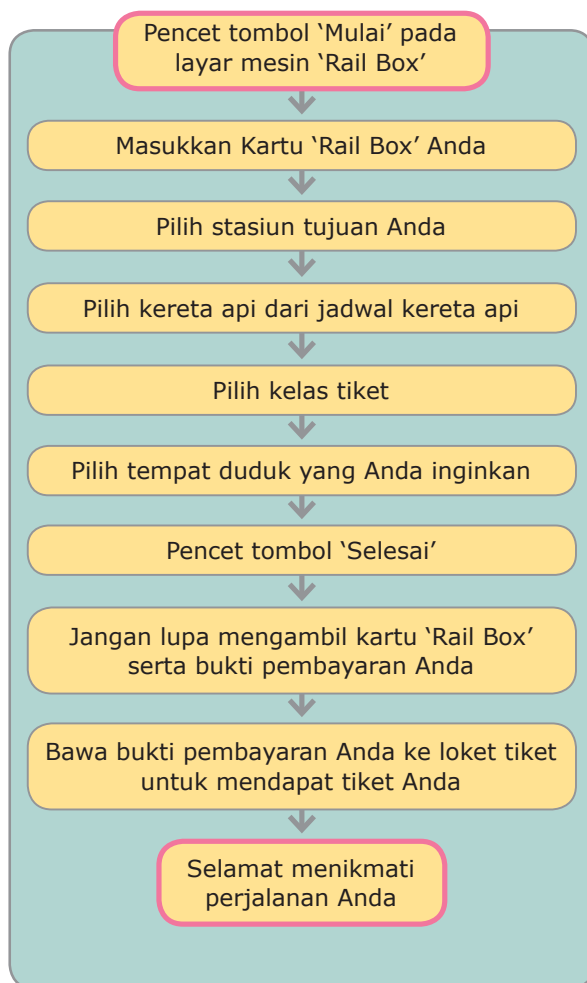 Pencet tombol ‘Mulai’ pada
layar mesin ‘Rail Box’
Masukkan Kartu ‘Rail Box’ Anda
Pilih stasiun tujuan Anda
Pilih kereta api dari jadwal kereta api
Pilih kelas tiket
Pilih tempat duduk yang Anda inginkan
Pencet tombol ‘Selesai’
Jangan lupa mengambil kartu ‘Rail Box’
serta bukti pembayaran Anda
Bawa bukti pembayaran Anda ke loket tiket
untuk mendapat tiket Anda
Selamat menikmati
perjalanan Anda